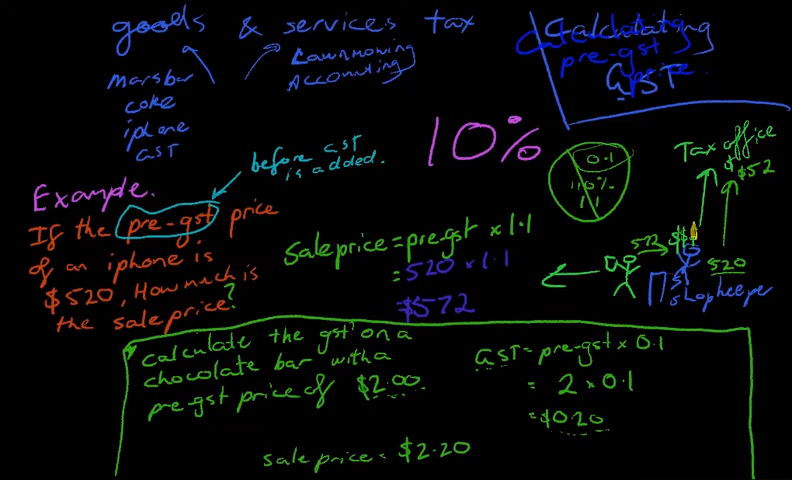 goods & services tax
Lawnmowing
Accounting
marsbar
coke
iphone
GST
Calculating
pre-gst
price.
GST
before GST
is added.
10%
0.1
110%
1.1
Tax office
$ $52
Example.
If the pre-gst price
of an iphone is
$520, How much is
the saleprice?
sale price = pre-gst x 1.1
= 520 x 1.1
= $572
572
$
520
shopkeeper
calculate the gst on a
chocolate bar with a
pre-gst price of $2.00
GST = pre-gst x 0.1
= 2 x 0.1
= $0.20
sale price = $2.20